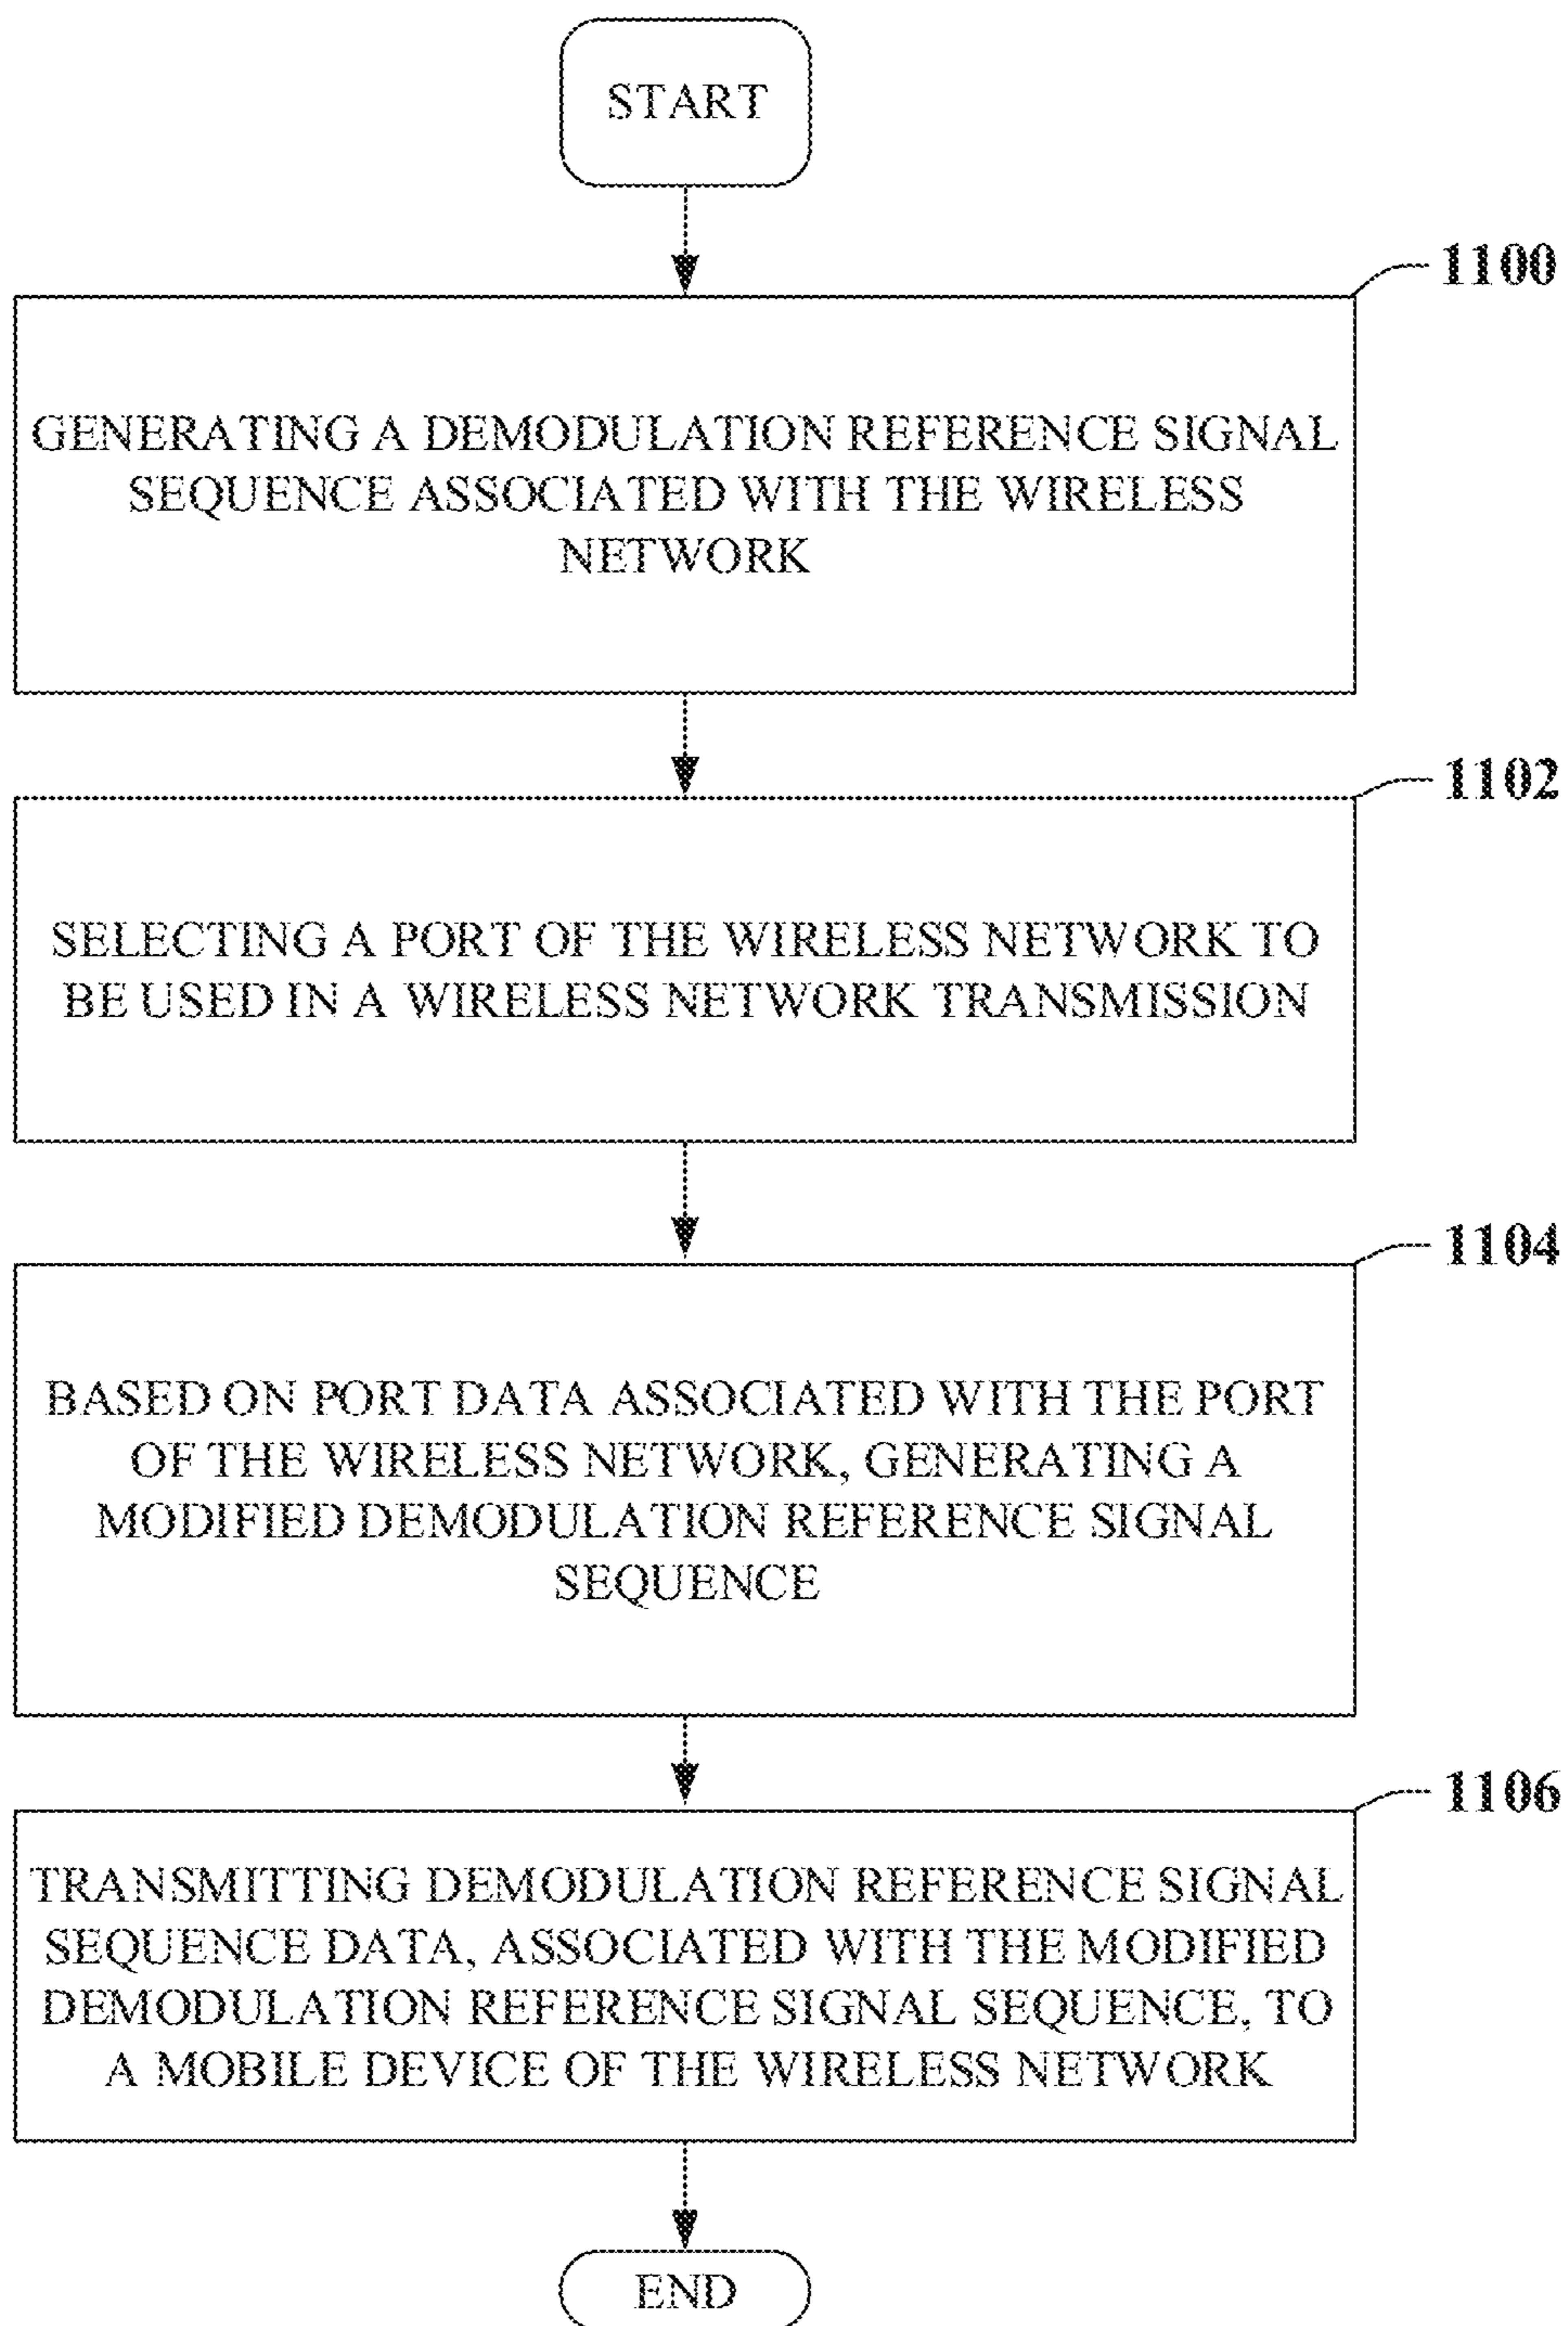 START
1100
GENERATING A DEMODULATION REFERENCE SIGNAL
SEQUENCE ASSOCIATED WITH THE WIRELESS
NETWORK
1102
SELECTING A PORT OF THE WIRELESS NETWORK TO
BE USED IN A WIRELESS NETWORK TRANSMISSION
1104
BASED ON PORT DATA ASSOCIATED WITH THE PORT
OF THE WIRELESS NETWORK, GENERATING A
MODIFIED DEMODULATION REFERENCE SIGNAL
SEQUENCE
1106
TRANSMITTING DEMODULATION REFERENCE SIGNAL
SEQUENCE DATA, ASSOCIATED WITH THE MODIFIED
DEMODULATION REFERENCE SIGNAL SEQUENCE, TO
A MOBILE DEVICE OF THE WIRELESS NETWORK
END